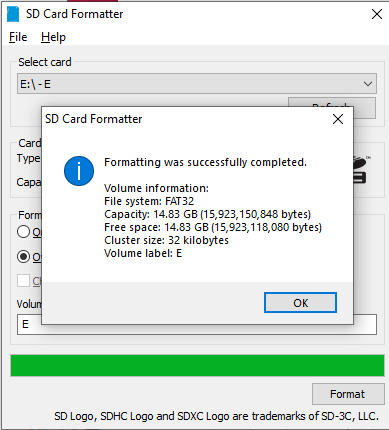 SD Card Formatter
File Help
Select card
E:\ - E
SD Card Formatter
Formatting was successfully completed.
Volume information:
File system: FAT32
Capacity: 14.83 GB (15,923,150,848 bytes)
Free space: 14.83 GB (15,923,118,080 bytes)
Cluster size: 32 kilobytes
Volume label: E
OK
Card
Type
Capa
Form
Volum
E
Format
SD Logo, SDHC Logo and SDXC Logo are trademarks of SD-3C, LLC.